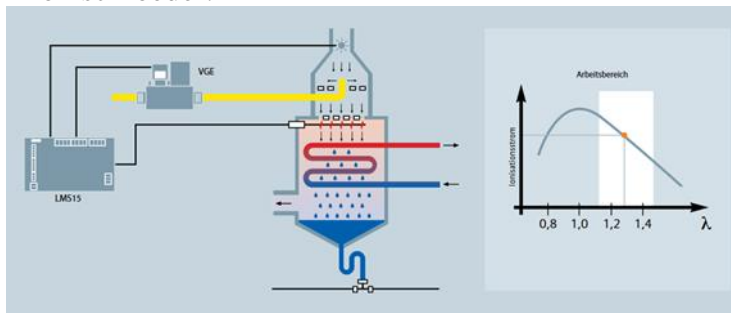 VGE
LMS15
Arbeitsbereich
Ionisationsstrom
0,8 1,0 1,2 1,4 λ